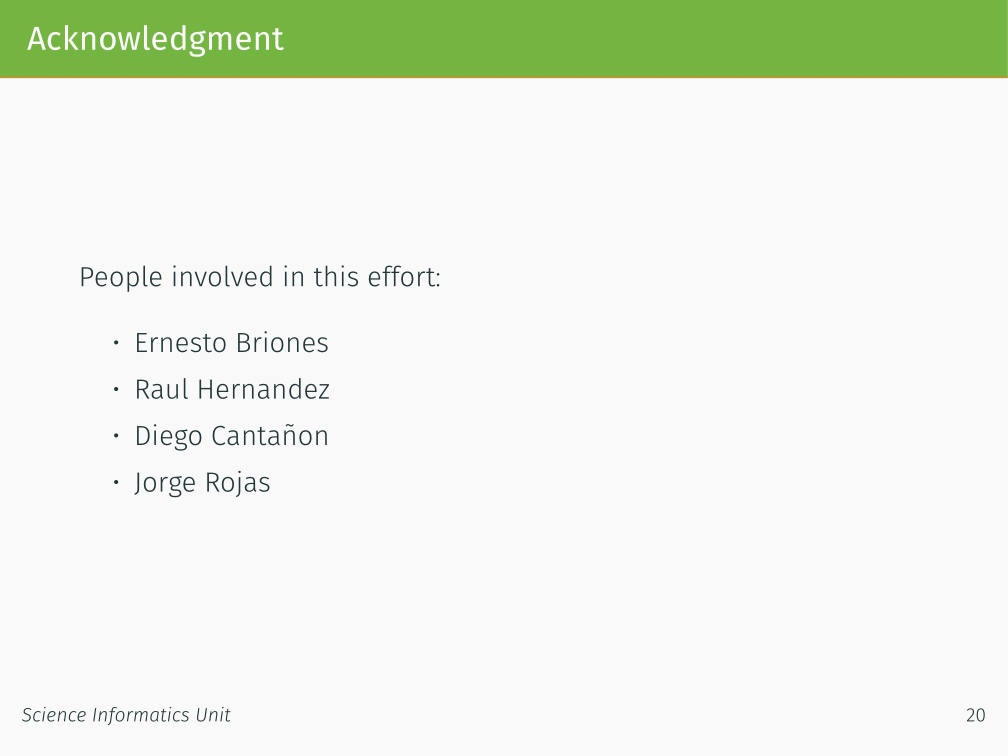 Acknowledgment
People involved in this effort:
• Ernesto Briones
• Raul Hernandez
• Diego Cantañon
• Jorge Rojas
Science Informatics Unit
20